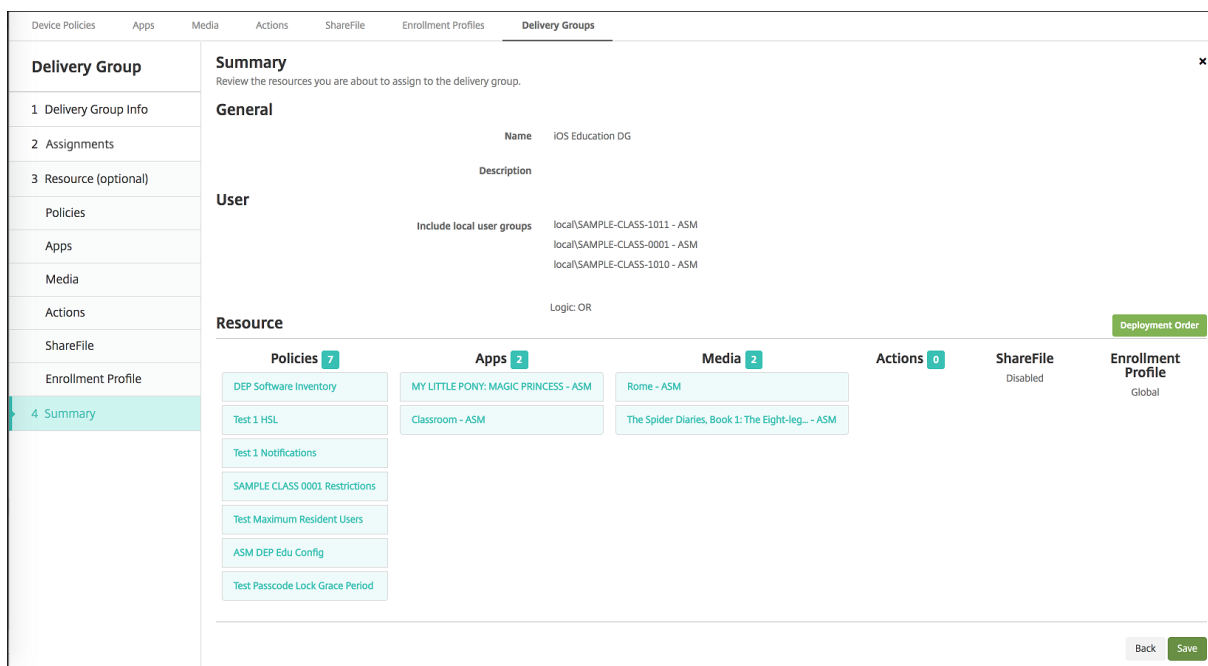 Device Policies Apps Media Actions ShareFile Enrollment Profiles Delivery Groups
Delivery Group
1 Delivery Group Info
2 Assignments
3 Resource (optional)
Policies
Apps
Media
Actions
ShareFile
Enrollment Profile
4 Summary
Summary
Review the resources you are about to assign to the delivery group.
General
Name iOS Education DG
Description
User
Include local user groups local\SAMPLE-CLASS-1011 - ASM
local\SAMPLE-CLASS-0001 - ASM
local\SAMPLE-CLASS-1010 - ASM
Logic: OR
Resource
Deployment Order
Policies 7
DEP Software Inventory
Test 1 HSL
Test 1 Notifications
SAMPLE CLASS 0001 Restrictions
Test Maximum Resident Users
ASM DEP Edu Config
Test Passcode Lock Grace Period
Apps 2
MY LITTLE PONY: MAGIC PRINCESS - ASM
Classroom - ASM
Media 2
Rome - ASM
The Spider Diaries, Book 1: The Eight-leg... - ASM
Actions 0
ShareFile
Disabled
Enrollment
Profile
Global
Back Save